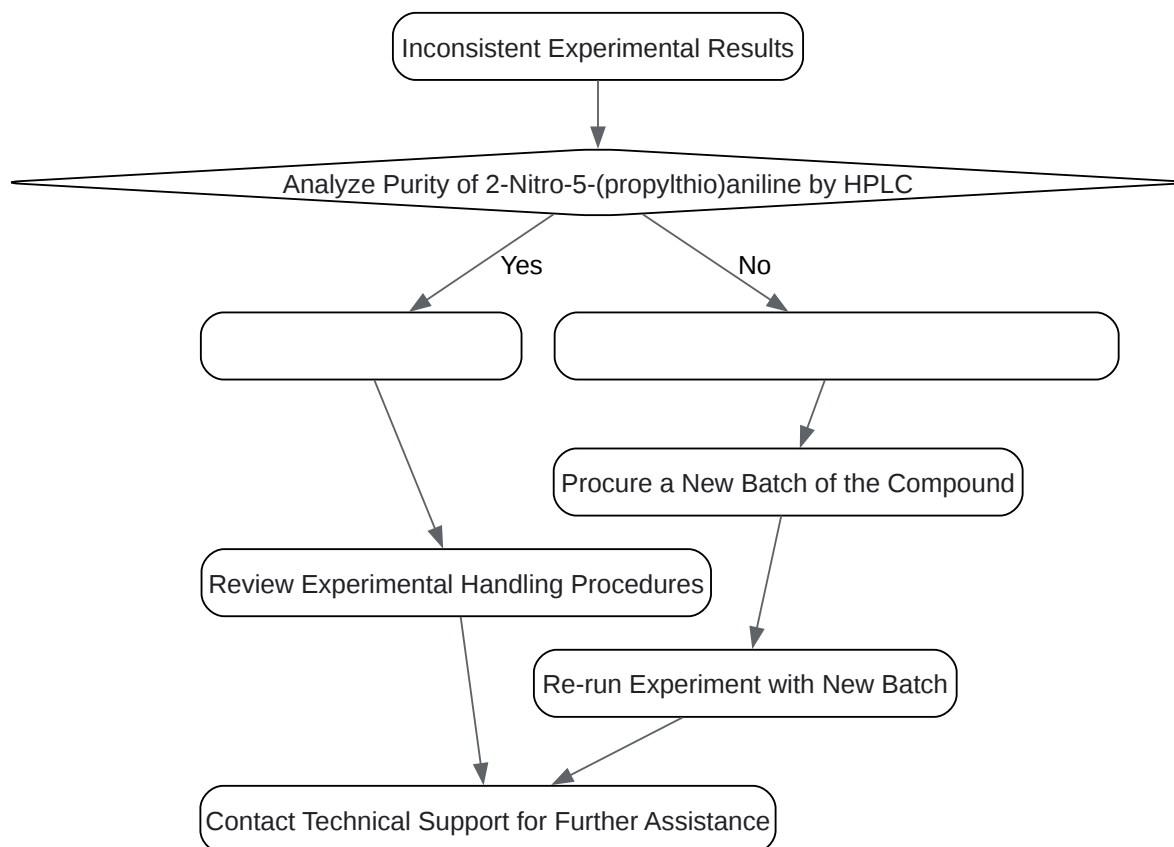 Inconsistent Experimental Results
Analyze Purity of 2-Nitro-5-(propylthio)aniline by HPLC
Yes
No
Procure a New Batch of the Compound
Review Experimental Handling Procedures
Re-run Experiment with New Batch
Contact Technical Support for Further Assistance